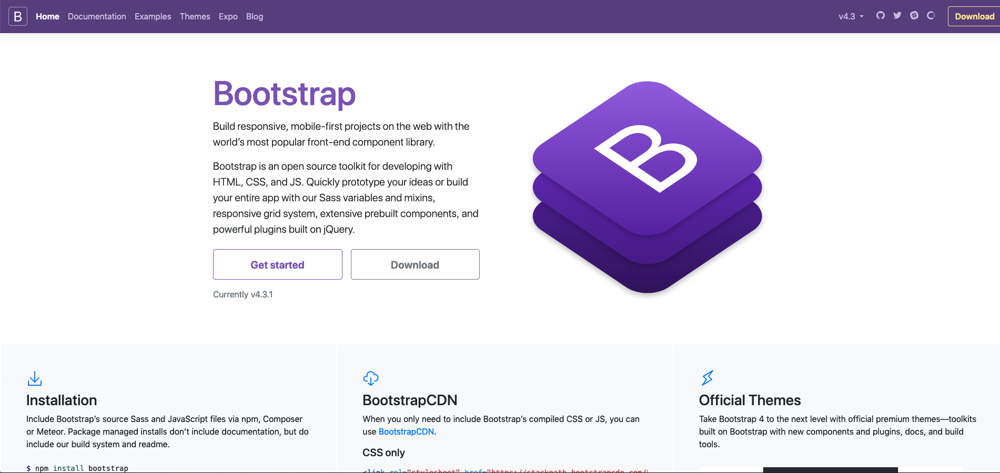 B Home Documentation Examples Themes Expo Blog v4.3 Download
Bootstrap
Build responsive, mobile-first projects on the web with the
world’s most popular front-end component library.
Bootstrap is an open source toolkit for developing with
HTML, CSS, and JS. Quickly prototype your ideas or build
your entire app with our Sass variables and mixins,
responsive grid system, extensive prebuilt components, and
powerful plugins built on jQuery.
Get started Download
Currently v4.3.1
B
Installation
Include Bootstrap’s source Sass and JavaScript files via npm, Composer
or Meteor. Package managed installs don’t include documentation, but do
include our build system and readme.
$ npm install bootstrap
BootstrapCDN
When you only need to include Bootstrap’s compiled CSS or JS, you can
use BootstrapCDN.
CSS only
<link rel="stylesheet" href="https://stackpath.bootstrapcdn.com/
Official Themes
Take Bootstrap 4 to the next level with official premium themes—toolkits
built on Bootstrap with new components and plugins, docs, and build
tools.